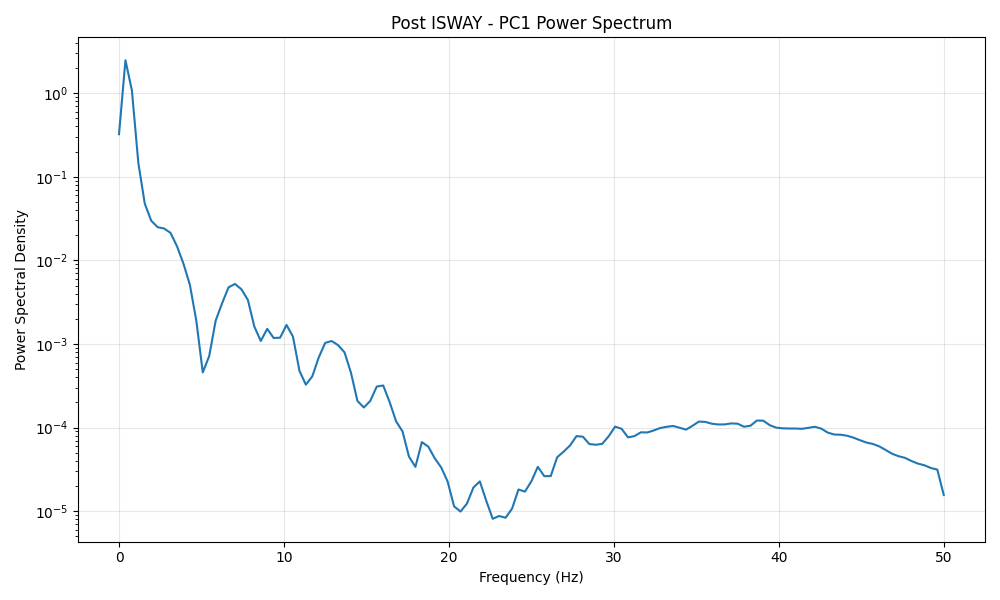 Post ISWAY - PC1 Power Spectrum
Power Spectral Density
10⁰
10⁻¹
10⁻²
10⁻³
10⁻⁴
10⁻⁵
0 10 20 30 40 50
Frequency (Hz)